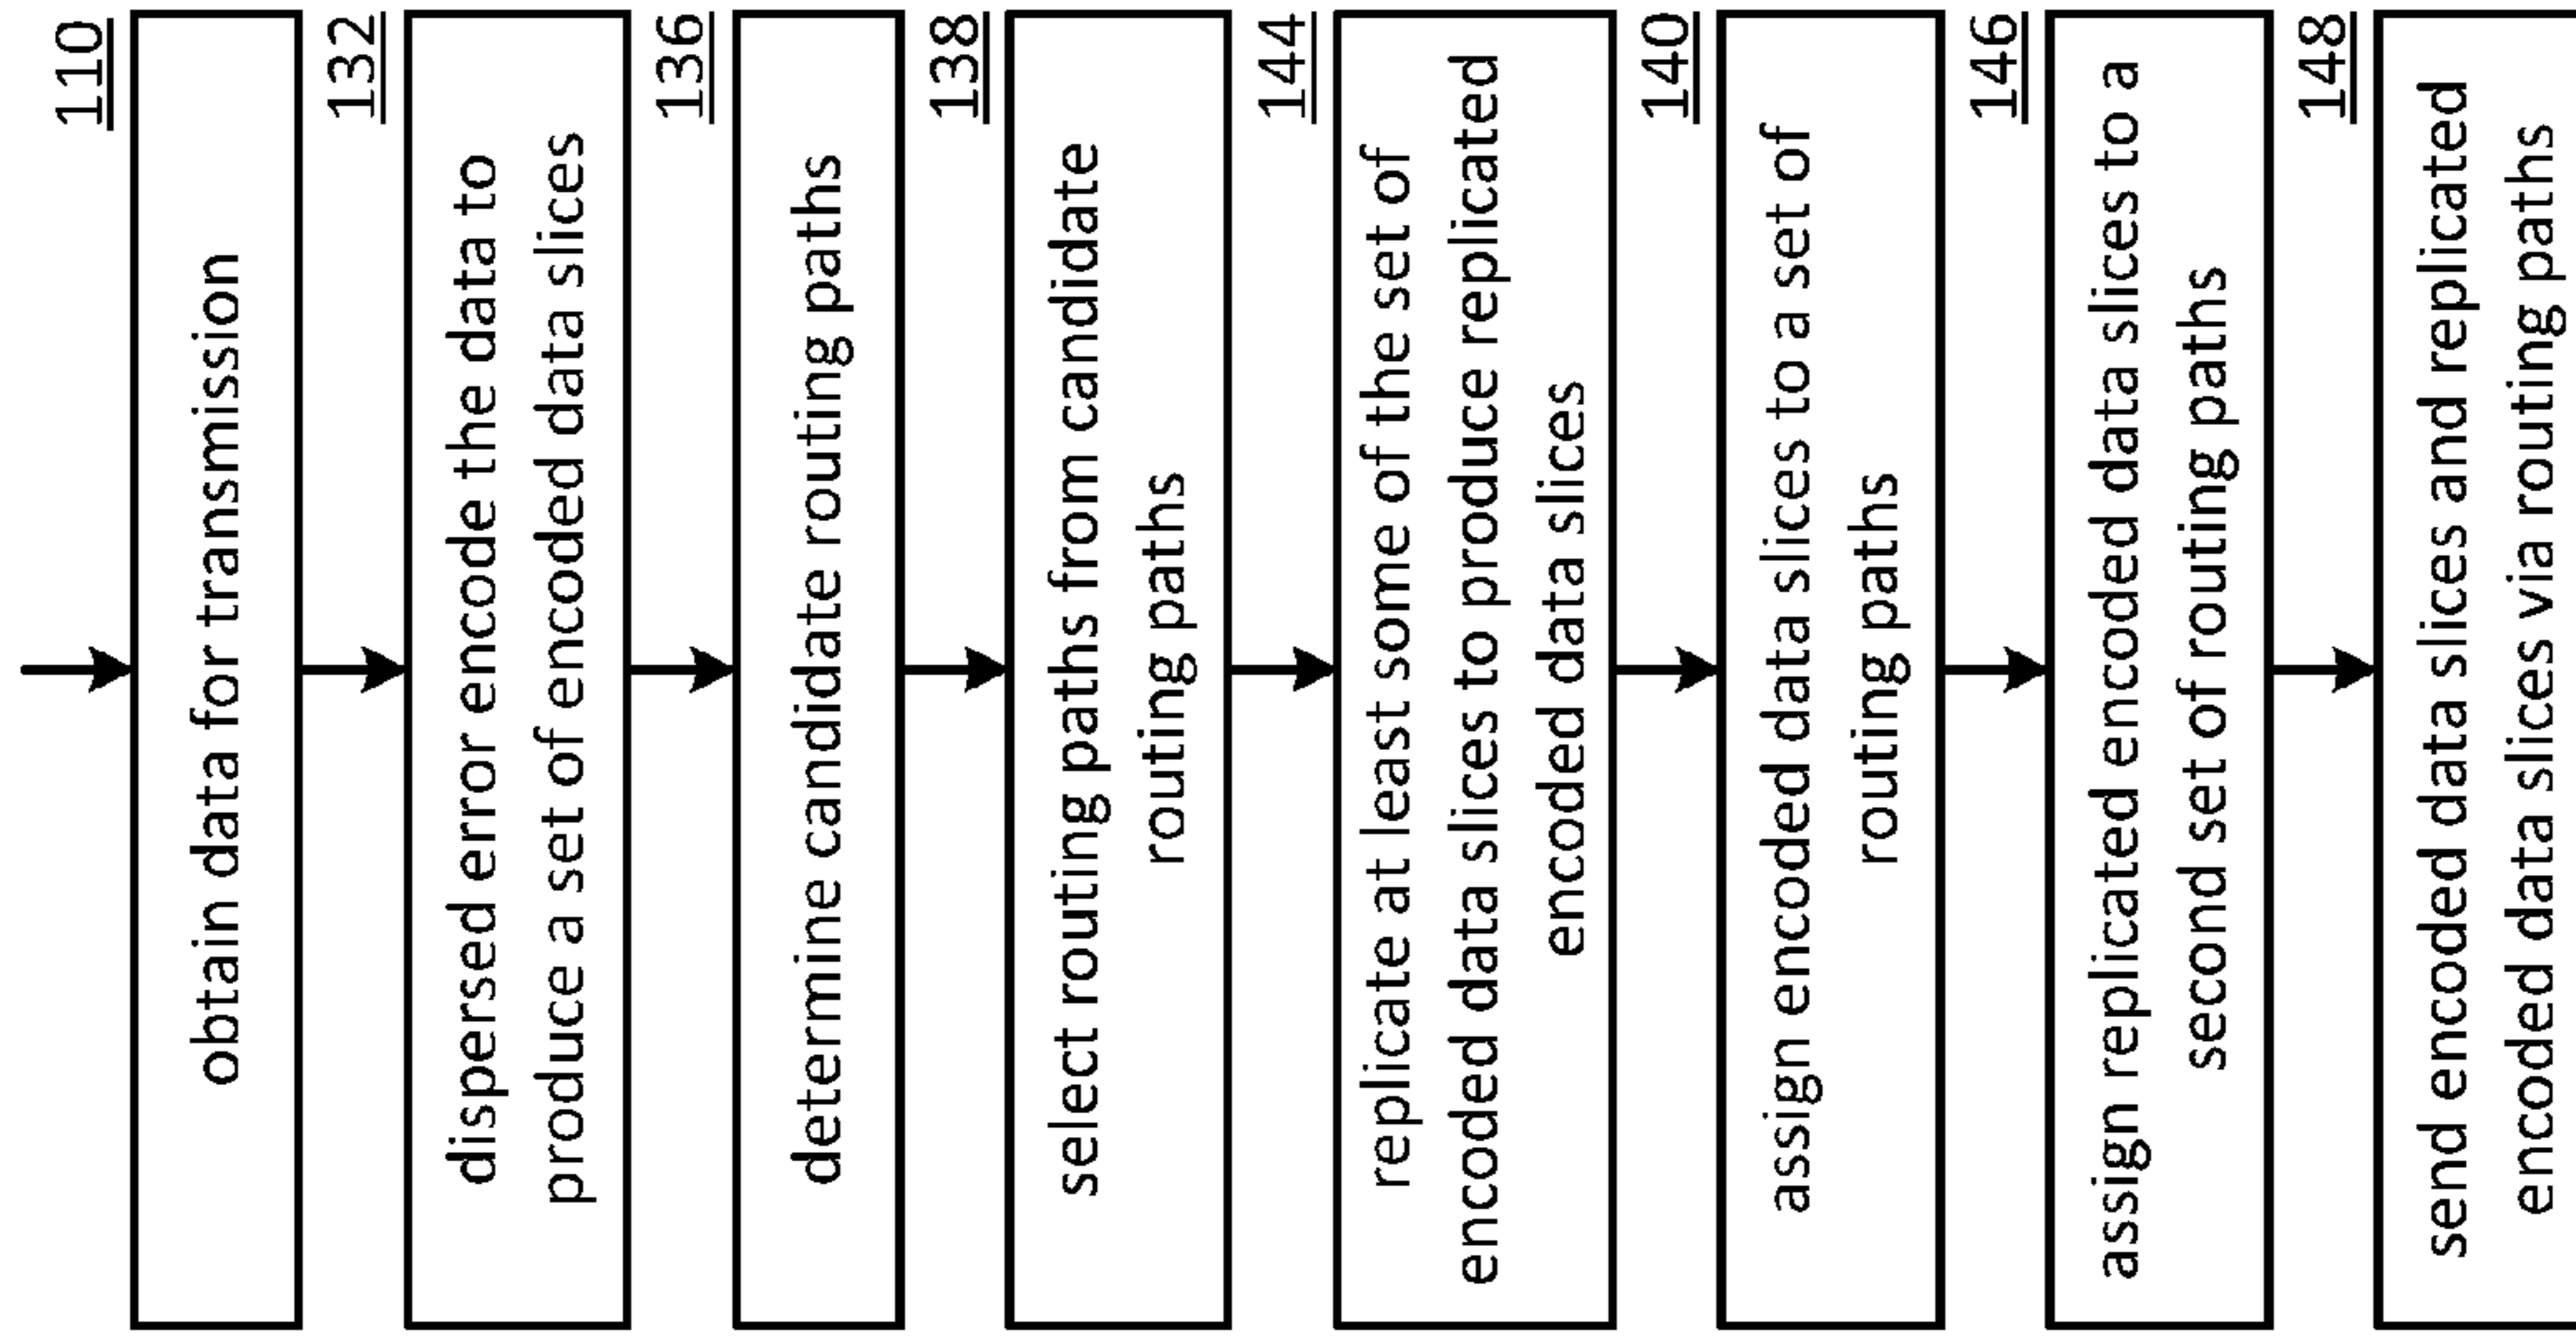 110
obtain data for transmission
132
dispersed error encode the data to
produce a set of encoded data slices
136
determine candidate routing paths
138
select routing paths from candidate
routing paths
144
replicate at least some of the set of
encoded data slices to produce replicated
encoded data slices
140
assign encoded data slices to a set of
routing paths
146
assign replicated encoded data slices to a
second set of routing paths
148
send encoded data slices and replicated
encoded data slices via routing paths